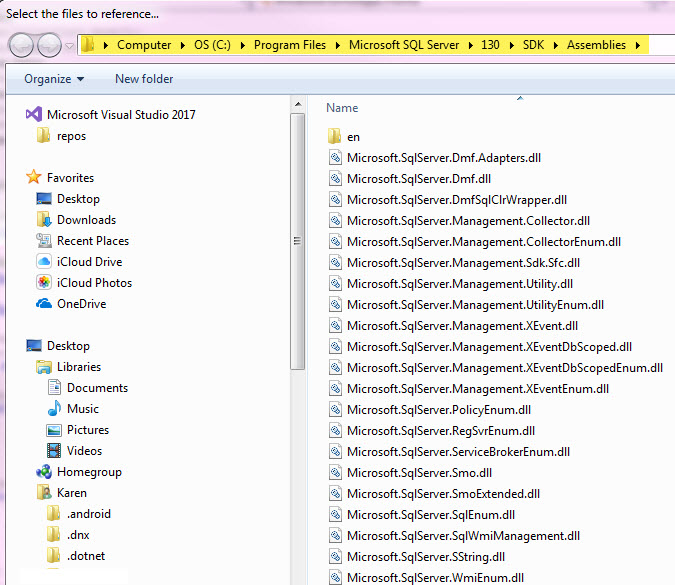 Select the files to reference...
Computer ▸ OS (C:) ▸ Program Files ▸ Microsoft SQL Server ▸ 130 ▸ SDK ▸ Assemblies ▸
Organize New folder
Microsoft Visual Studio 2017
repos
Favorites
Desktop
Downloads
Recent Places
iCloud Drive
iCloud Photos
OneDrive
Desktop
Libraries
Documents
Music
Pictures
Videos
Homegroup
Karen
.android
.dnx
.dotnet
Name
en
Microsoft.SqlServer.Dmf.Adapters.dll
Microsoft.SqlServer.Dmf.dll
Microsoft.SqlServer.DmfSqlClrWrapper.dll
Microsoft.SqlServer.Management.Collector.dll
Microsoft.SqlServer.Management.CollectorEnum.dll
Microsoft.SqlServer.Management.Sdk.Sfc.dll
Microsoft.SqlServer.Management.Utility.dll
Microsoft.SqlServer.Management.UtilityEnum.dll
Microsoft.SqlServer.Management.XEvent.dll
Microsoft.SqlServer.Management.XEventDbScoped.dll
Microsoft.SqlServer.Management.XEventDbScopedEnum.dll
Microsoft.SqlServer.Management.XEventEnum.dll
Microsoft.SqlServer.PolicyEnum.dll
Microsoft.SqlServer.RegSvrEnum.dll
Microsoft.SqlServer.ServiceBrokerEnum.dll
Microsoft.SqlServer.Smo.dll
Microsoft.SqlServer.SmoExtended.dll
Microsoft.SqlServer.SqlEnum.dll
Microsoft.SqlServer.SqlWmiManagement.dll
Microsoft.SqlServer.SString.dll
Microsoft.SqlServer.WmiEnum.dll